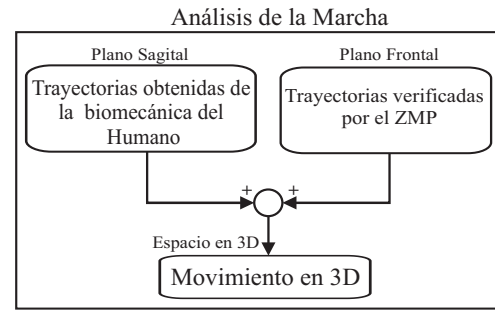 Análisis de la Marcha
Plano Sagital
Plano Frontal
Trayectorias obtenidas de
la biomecánica del
Humano
Trayectorias verificadas
por el ZMP
+
+
Espacio en 3D
Movimiento en 3D